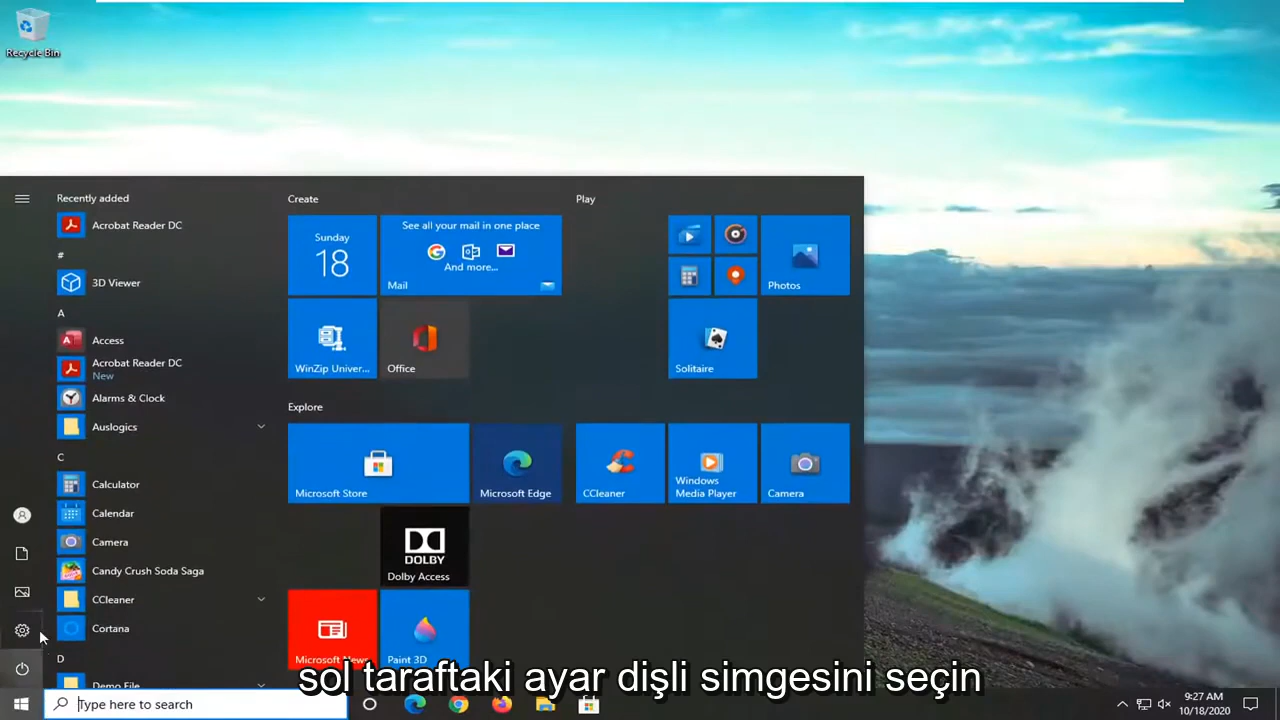 Recycle Bin
Recently added
Acrobat Reader DC
#
3D Viewer
A
Access
Acrobat Reader DC
New
Alarms & Clock
Auslogics
C
Calculator
Calendar
Camera
Candy Crush Soda Saga
CCleaner
Cortana
D
Demo File
Create
Sunday
18
See all your mail in one place
And more...
Mail
WinZip Univer...
Office
Explore
Microsoft Store
Microsoft Edge
DOLBY
Dolby Access
Microsoft News
Paint 3D
Play
Photos
Solitaire
CCleaner
Windows
Media Player
Camera
sol taraftaki ayar dişli simgesini seçin
Type here to search
9:27 AM
10/18/2020